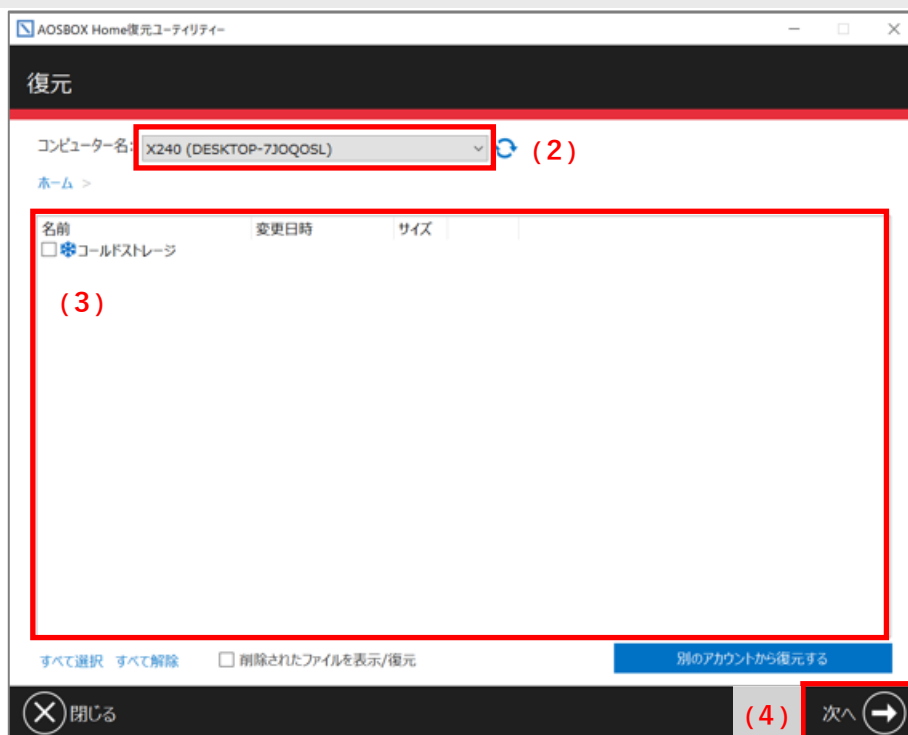 AOSBOX Home復元ユーティリティー
復元
コンピューター名: X240 (DESKTOP-7JOQOSL) (2)
ホーム >
名前 変更日時 サイズ
コールドストレージ
(3)
すべて選択 すべて解除 削除されたファイルを表示/復元 別のアカウントから復元する
閉じる (4) 次へ